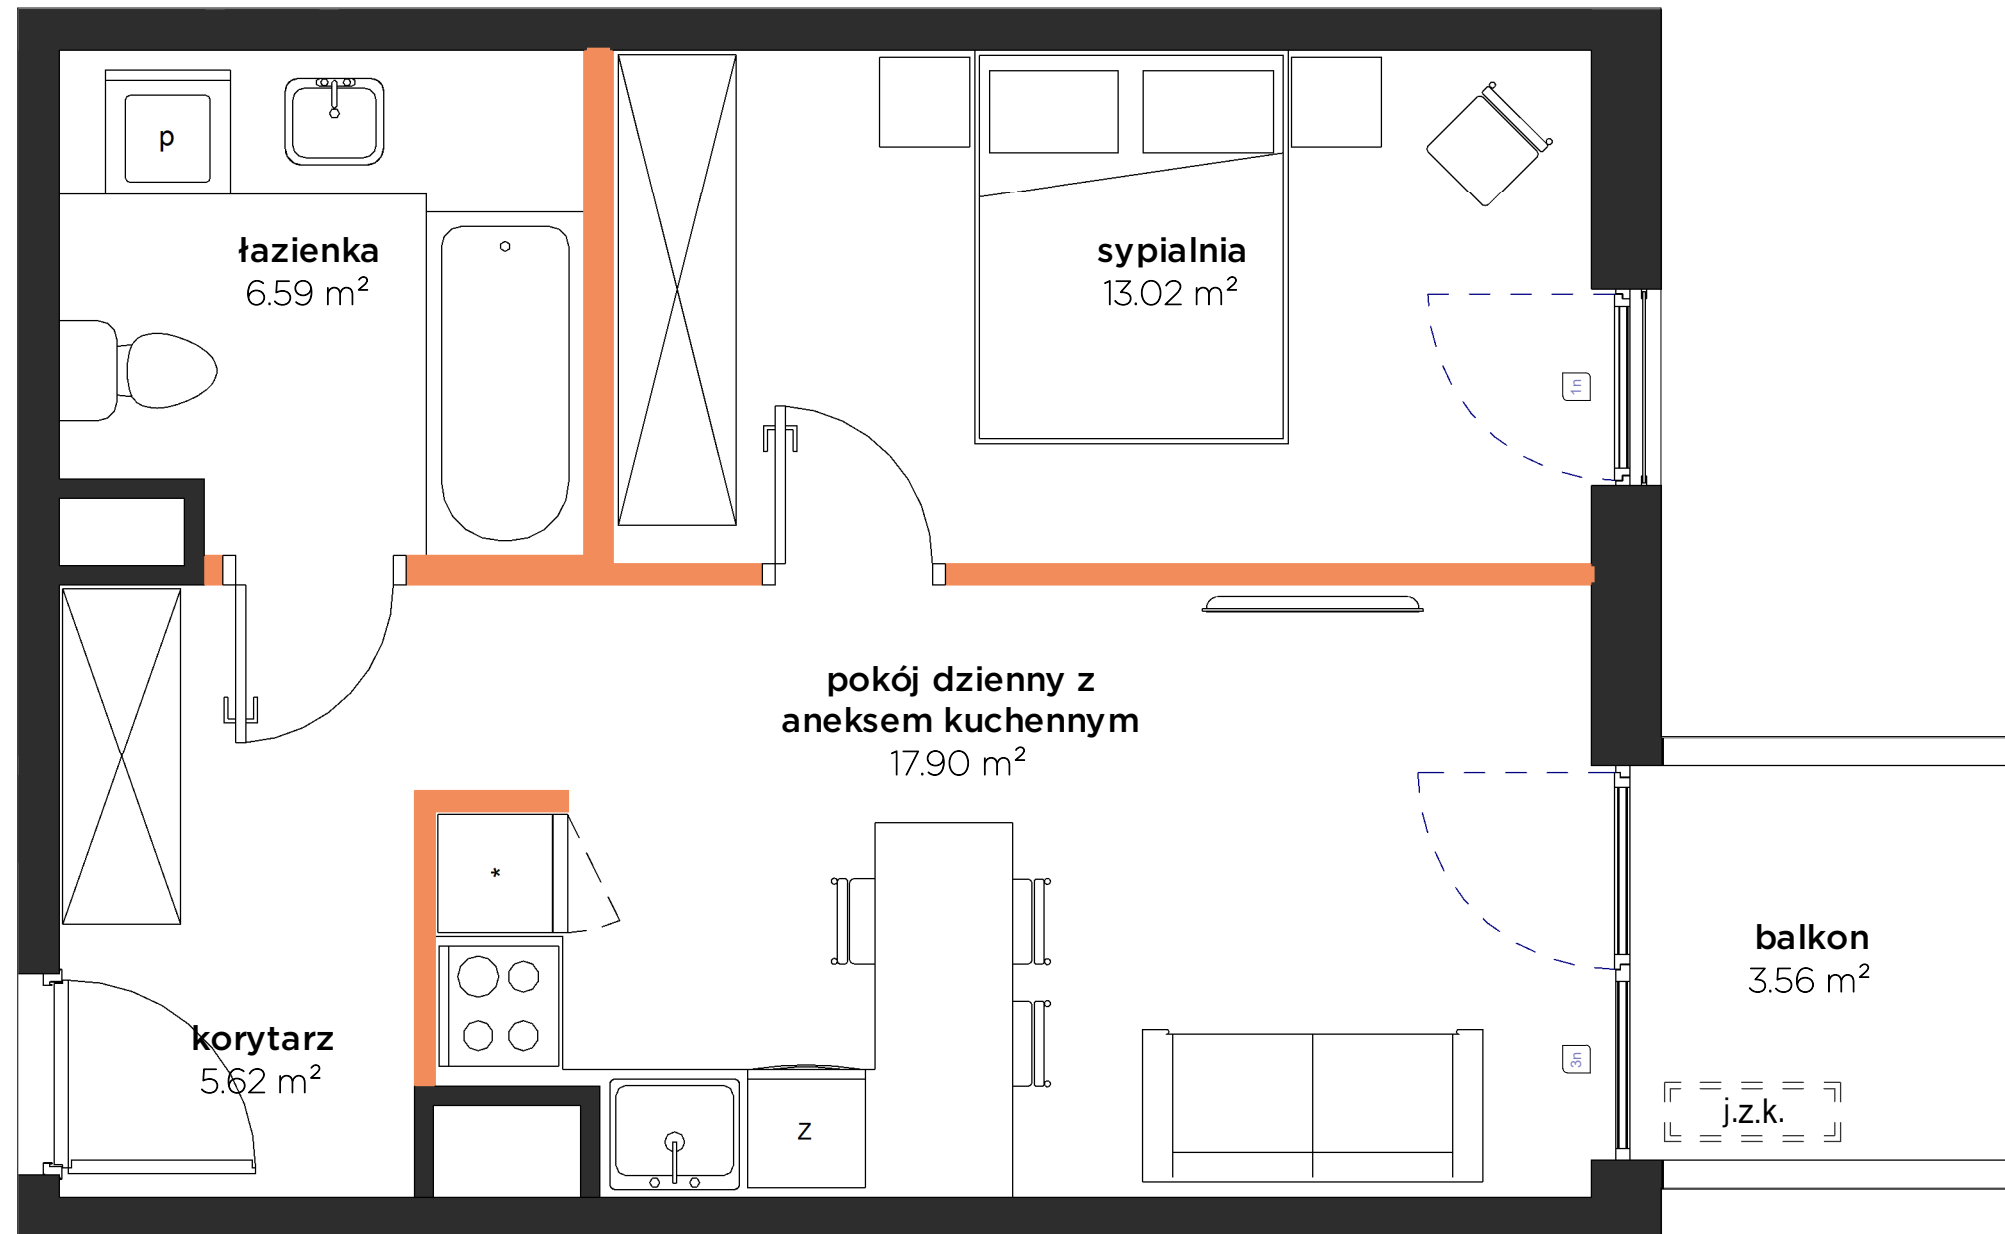 p
łazienka
6.59 m²
sypialnia
13.02 m²
1n
pokój dzienny z
aneksem kuchennym
17.90 m²
*
balkon
3.56 m²
korytarz
5.62 m²
3n
j.z.k.
z